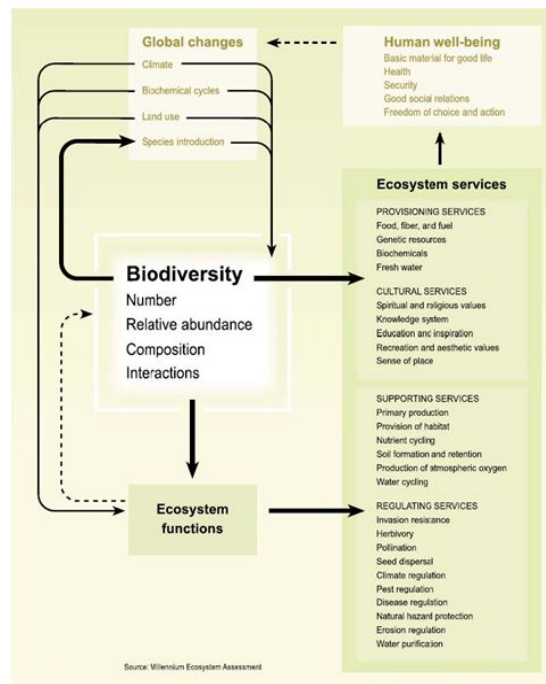 Global changes
Climate
Biochemical cycles
Land use
Species introduction
Human well-being
Basic material for good life
Health
Security
Good social relations
Freedom of choice and action
Biodiversity
Number
Relative abundance
Composition
Interactions
Ecosystem
functions
Ecosystem services
PROVISIONING SERVICES
Food, fiber, and fuel
Genetic resources
Biochemicals
Fresh water
CULTURAL SERVICES
Spiritual and religious values
Knowledge system
Education and inspiration
Recreation and aesthetic values
Sense of place
SUPPORTING SERVICES
Primary production
Provision of habitat
Nutrient cycling
Soil formation and retention
Production of atmospheric oxygen
Water cycling
REGULATING SERVICES
Invasion resistance
Herbivory
Pollination
Seed dispersal
Climate regulation
Pest regulation
Disease regulation
Natural hazard protection
Erosion regulation
Water purification
Source: Millennium Ecosystem Assessment